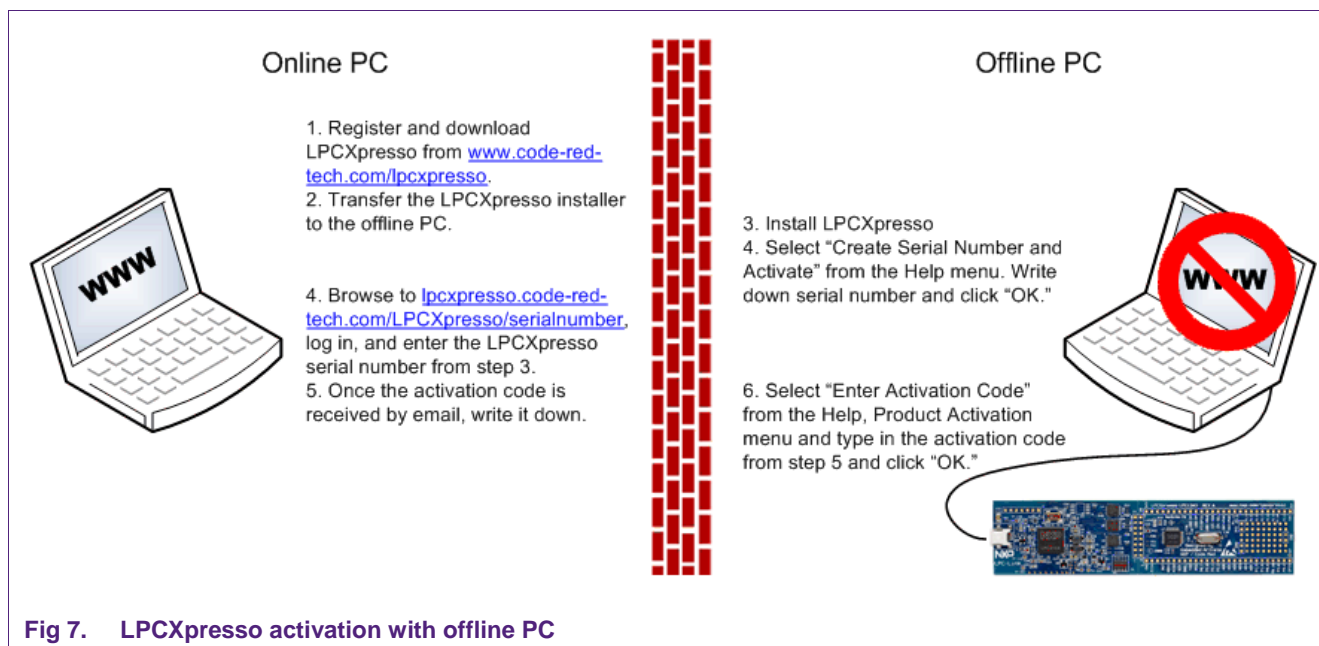 Online PC
1. Register and download
LPCXpresso from www.code-red-
tech.com/lpcxpresso.
2. Transfer the LPCXpresso installer
to the offline PC.
www
4. Browse to lpcxpresso.code-red-
tech.com/LPCXpresso/serialnumber,
log in, and enter the LPCXpresso
serial number from step 3.
5. Once the activation code is
received by email, write it down.
Offline PC
3. Install LPCXpresso
4. Select “Create Serial Number and
Activate” from the Help menu. Write
down serial number and click “OK.”
www
6. Select “Enter Activation Code”
from the Help, Product Activation
menu and type in the activation code
from step 5 and click “OK.”
NXP
LPC-Link
Fig 7. LPCXpresso activation with offline PC